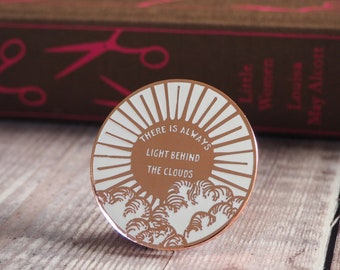 THERE IS ALWAYS
LIGHT BEHIND
THE CLOUDS
Little
Women
Louisa
May Alcott